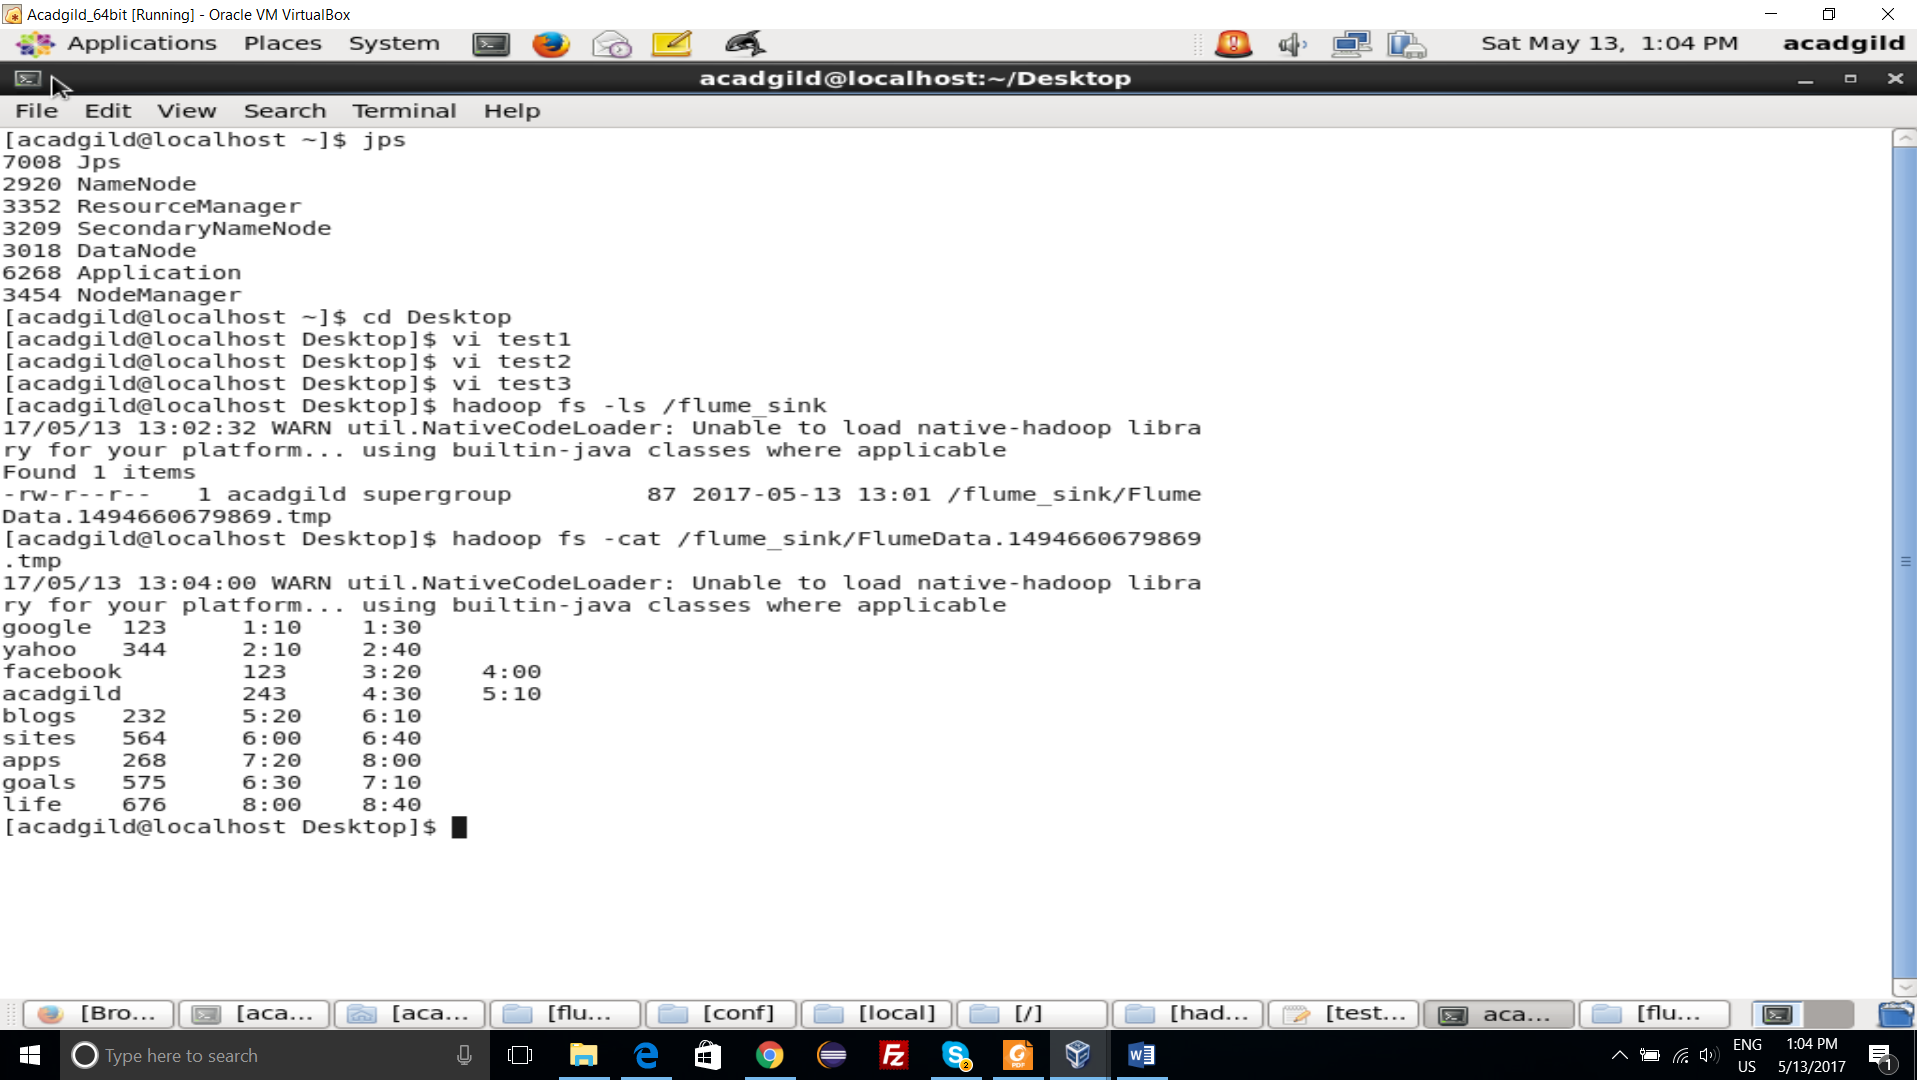 Acadgild_64bit [Running] - Oracle VM VirtualBox
Applications Places System Sat May 13, 1:04 PM acadgild
acadgild@localhost:~/Desktop
File Edit View Search Terminal Help
[acadgild@localhost ~]$ jps
7008 Jps
2920 NameNode
3352 ResourceManager
3209 SecondaryNameNode
3018 DataNode
6268 Application
3454 NodeManager
[acadgild@localhost ~]$ cd Desktop
[acadgild@localhost Desktop]$ vi test1
[acadgild@localhost Desktop]$ vi test2
[acadgild@localhost Desktop]$ vi test3
[acadgild@localhost Desktop]$ hadoop fs -ls /flume_sink
17/05/13 13:02:32 WARN util.NativeCodeLoader: Unable to load native-hadoop libra
ry for your platform... using builtin-java classes where applicable
Found 1 items
-rw-r--r--   1 acadgild supergroup         87 2017-05-13 13:01 /flume_sink/Flume
Data.1494660679869.tmp
[acadgild@localhost Desktop]$ hadoop fs -cat /flume_sink/FlumeData.1494660679869
.tmp
17/05/13 13:04:00 WARN util.NativeCodeLoader: Unable to load native-hadoop libra
ry for your platform... using builtin-java classes where applicable
google  123     1:10    1:30
yahoo   344     2:10    2:40
facebook        123     3:20    4:00
acadgild        243     4:30    5:10
blogs   232     5:20    6:10
sites   564     6:00    6:40
apps    268     7:20    8:00
goals   575     6:30    7:10
life    676     8:00    8:40
[acadgild@localhost Desktop]$
[Bro... [aca... [aca... [flu... [conf] [local] [/] [had... [test... aca... [flu...
Type here to search
ENG 1:04 PM
US 5/13/2017
2
1
PDF